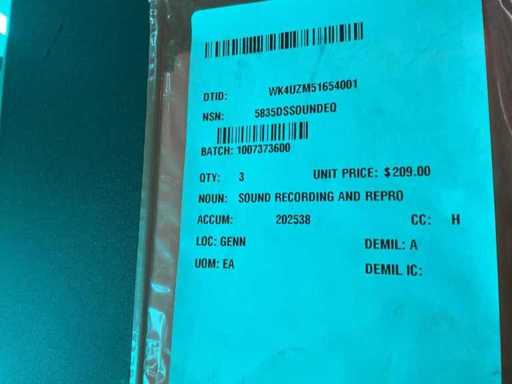 DTID: WK4UZM51654001
NSN: 5835DSSOUNDEQ
BATCH: 1007373600
QTY: 3 UNIT PRICE: $209.00
NOUN: SOUND RECORDING AND REPRO
ACCUM: 202538 CC: H
LOC: GENN DEMIL: A
UOM: EA DEMIL IC: